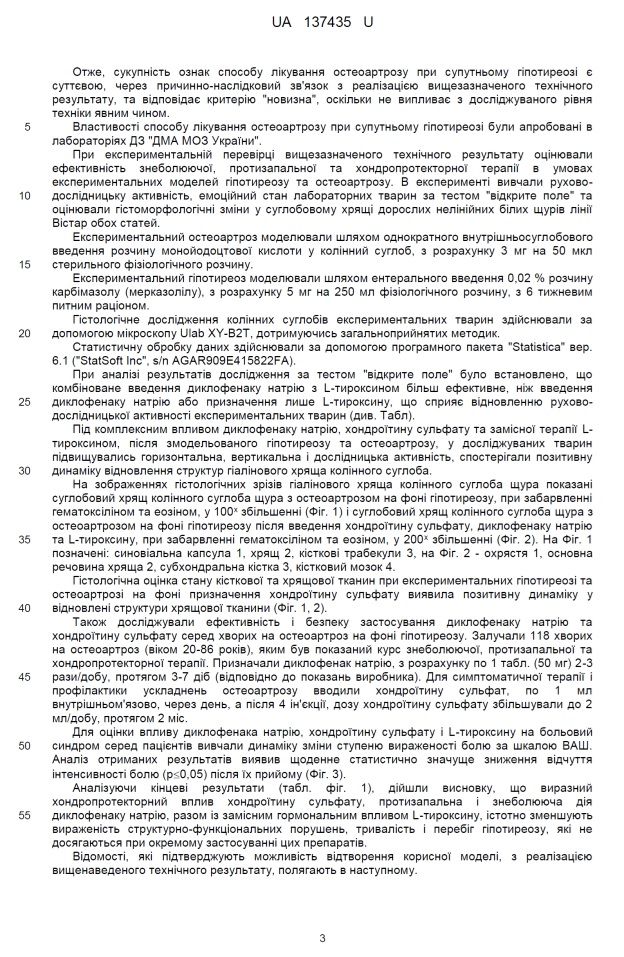 UA 137435 U
Отже, сукупність ознак способу лікування остеоартрозу при супутньому гіпотиреозі є
суттєвою, через причинно-наслідковий зв'язок з реалізацією вищезазначеного технічного
результату, та відповідає критерію "новизна", оскільки не випливає з досліджуваного рівня
техніки явним чином.
5 Властивості способу лікування остеоартрозу при супутньому гіпотиреозі були апробовані в
лабораторіях ДЗ "ДМА МОЗ України".
При експериментальній перевірці вищезазначеного технічного результату оцінювали
ефективність знеболюючої, протизапальної та хондропротекторної терапії в умовах
експериментальних моделей гіпотиреозу та остеоартрозу. В експерименті вивчали рухово-
10 дослідницьку активність, емоційний стан лабораторних тварин за тестом "відкрите поле" та
оцінювали гістоморфологічні зміни у суглобовому хрящі дорослих нелінійних білих щурів лінії
Вістар обох статей.
Експериментальний остеоартроз моделювали шляхом однократного внутрішньосуглобового
введення розчину монойодоцтової кислоти у колінний суглоб, з розрахунку 3 мг на 50 мкл
15 стерильного фізіологічного розчину.
Експериментальний гіпотиреоз моделювали шляхом ентерального введення 0,02 % розчину
карбімазолу (мерказолілу), з розрахунку 5 мг на 250 мл фізіологічного розчину, з 6 тижневим
питним раціоном.
Гістологічне дослідження колінних суглобів експериментальних тварин здійснювали за
20 допомогою мікроскопу Ulab XY-B2T, дотримуючись загальноприйнятих методик.
Статистичну обробку даних здійснювали за допомогою програмного пакета "Statistica" вер.
6.1 ("StatSoft Inc", s/n AGAR909E415822FA).
При аналізі результатів дослідження за тестом "відкрите поле" було встановлено, що
комбіноване введення диклофенаку натрію з L-тироксином більш ефективне, ніж введення
25 диклофенаку натрію або призначення лише L-тироксину, що сприяє відновленню рухово-
дослідницької активності експериментальних тварин (див. Табл).
Під комплексним впливом диклофенаку натрію, хондроїтину сульфату та замісної терапії L-
тироксином, після змодельованого гіпотиреозу та остеоартрозу, у досліджуваних тварин
підвищувались горизонтальна, вертикальна і дослідницька активність, спостерігали позитивну
30 динаміку відновлення структур гіалінового хряща колінного суглоба.
На зображеннях гістологічних зрізів гіалінового хряща колінного суглоба щура показані
суглобовий хрящ колінного суглоба щура з остеоартрозом на фоні гіпотиреозу, при забарвленні
гематоксіліном та еозіном, у 100ˣ збільшенні (Фіг. 1) і суглобовий хрящ колінного суглоба щура з
остеоартрозом на фоні гіпотиреозу після введення хондроїтину сульфату, диклофенаку натрію
35 та L-тироксину, при забарвленні гематоксіліном та еозіном, у 200ˣ збільшенні (Фіг. 2). На Фіг. 1
позначені: синовіальна капсула 1, хрящ 2, кісткові трабекули 3, на Фіг. 2 - охрястя 1, основна
речовина хряща 2, субхондральна кістка 3, кістковий мозок 4.
Гістологічна оцінка стану кісткової та хрящової тканин при експериментальних гіпотиреозі та
остеоартрозі на фоні призначення хондроїтину сульфату виявила позитивну динаміку у
40 відновлені структури хрящової тканини (Фіг. 1, 2).
Також досліджували ефективність і безпеку застосування диклофенаку натрію та
хондроїтину сульфату серед хворих на остеоартроз на фоні гіпотиреозу. Залучали 118 хворих
на остеоартроз (віком 20-86 років), яким був показаний курс знеболюючої, протизапальної та
хондропротекторної терапії. Призначали диклофенак натрію, з розрахунку по 1 табл. (50 мг) 2-3
45 рази/добу, протягом 3-7 діб (відповідно до показань виробника). Для симптоматичної терапії і
профілактики ускладнень остеоартрозу вводили хондроїтину сульфат, по 1 мл
внутрішньом'язово, через день, а після 4 ін'єкції, дозу хондроїтину сульфату збільшували до 2
мл/добу, протягом 2 міс.
Для оцінки впливу диклофенака натрію, хондроїтину сульфату і L-тироксину на больовий
50 синдром серед пацієнтів вивчали динаміку зміни ступеню вираженості болю за шкалою ВАШ.
Аналіз отриманих результатів виявив щоденне статистично значуще зниження відчуття
інтенсивності болю (p≤0,05) після їх прийому (Фіг. 3).
Аналізуючи кінцеві результати (табл. фіг. 1), дійшли висновку, що виразний
хондропротекторний вплив хондроїтину сульфату, протизапальна і знеболююча дія
55 диклофенаку натрію, разом із замісним гормональним впливом L-тироксину, істотно зменшують
вираженість структурно-функціональних порушень, тривалість і перебіг гіпотиреозу, які не
досягаються при окремому застосуванні цих препаратів.
Відомості, які підтверджують можливість відтворення корисної моделі, з реалізацією
вищенаведеного технічного результату, полягають в наступному.
3